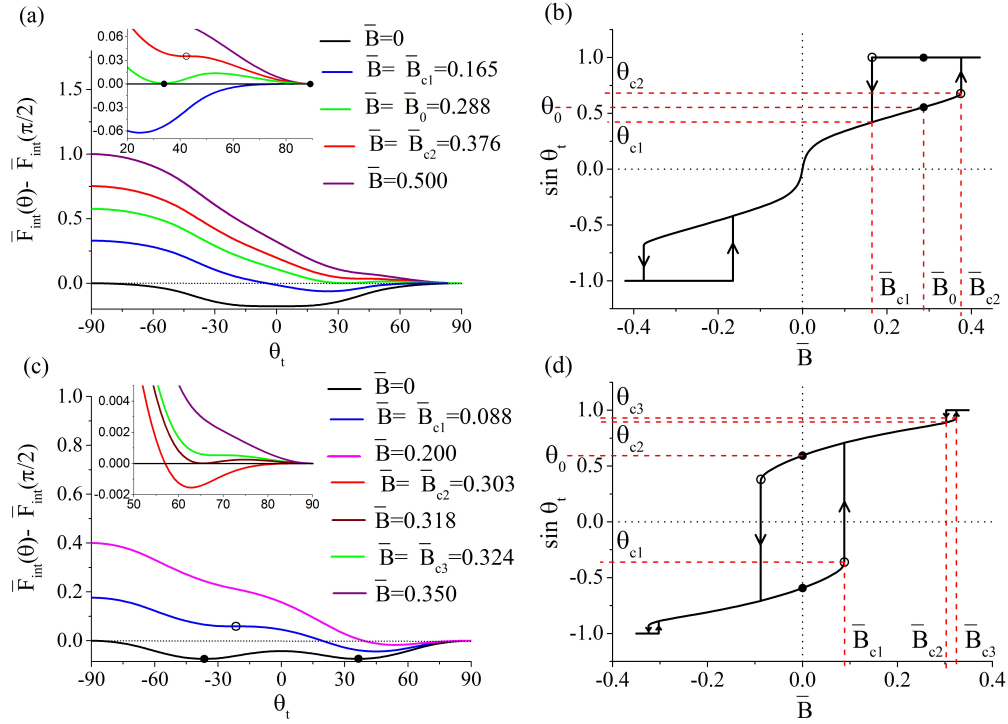 (a)
0.06
0.03
0.00
-0.03
-0.06
20 40 60 80
B̄=0
B̄= B̄c1=0.165
B̄= B̄0=0.288
B̄= B̄c2=0.376
B̄=0.500
1.5
1.0
0.5
0.0
F̄int(θ)- F̄int(π/2)
-90 -60 -30 0 30 60 90
θt
(b)
1.0
0.5
0.0
-0.5
-1.0
sin θt
θc2
θ0
θc1
B̄c1 B̄0 B̄c2
-0.4 -0.2 0.0 0.2 0.4
B̄
(c)
0.004
0.002
0.000
-0.002
50 60 70 80 90
B̄=0
B̄= B̄c1=0.088
B̄=0.200
B̄= B̄c2=0.303
B̄=0.318
B̄= B̄c3=0.324
B̄=0.350
1.0
0.8
0.6
0.4
0.2
0.0
F̄int(θ)- F̄int(π/2)
-90 -60 -30 0 30 60 90
θt
(d)
1.0
0.5
0.0
-0.5
-1.0
sin θt
θc3
θc2
θ0
θc1
B̄c1 B̄c2 B̄c3
-0.4 -0.2 0.0 0.2 0.4
B̄